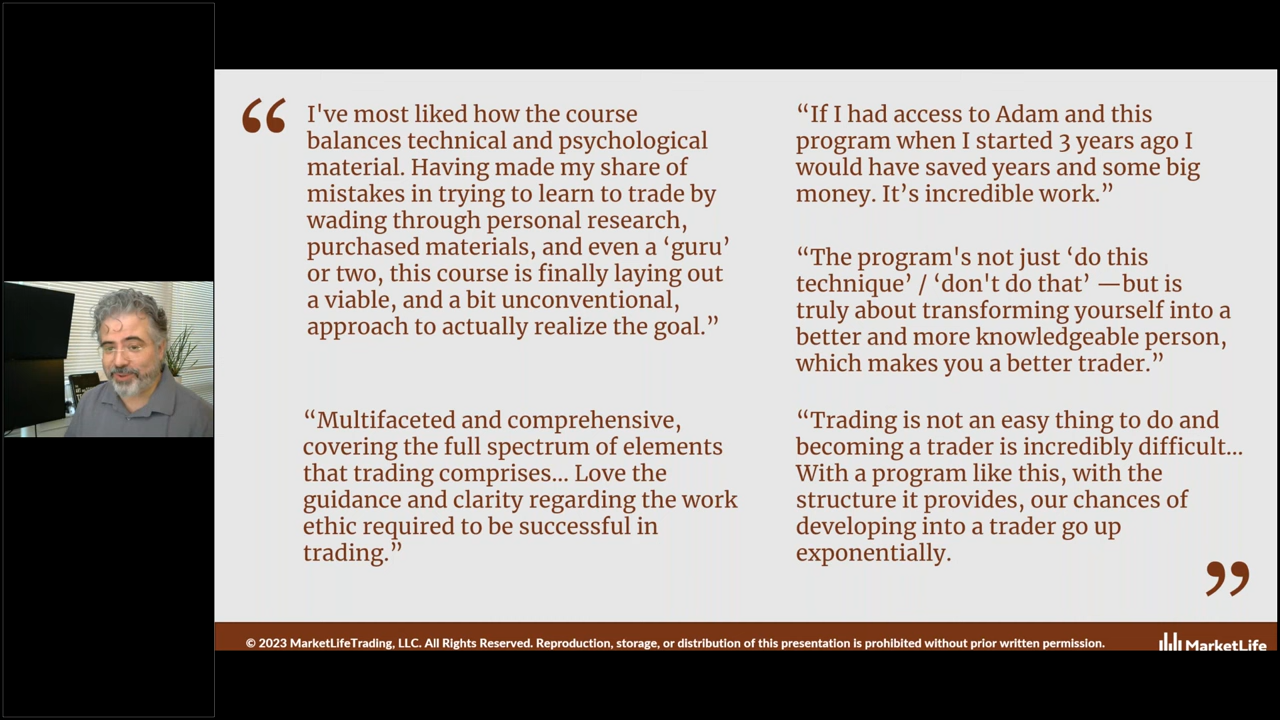 “
I've most liked how the course
balances technical and psychological
material. Having made my share of
mistakes in trying to learn to trade by
wading through personal research,
purchased materials, and even a ‘guru’
or two, this course is finally laying out
a viable, and a bit unconventional,
approach to actually realize the goal.”
“Multifaceted and comprehensive,
covering the full spectrum of elements
that trading comprises... Love the
guidance and clarity regarding the work
ethic required to be successful in
trading.”
“If I had access to Adam and this
program when I started 3 years ago I
would have saved years and some big
money. It’s incredible work.”
“The program's not just ‘do this
technique’ / ‘don't do that’ —but is
truly about transforming yourself into a
better and more knowledgeable person,
which makes you a better trader.”
“Trading is not an easy thing to do and
becoming a trader is incredibly difficult...
With a program like this, with the
structure it provides, our chances of
developing into a trader go up
exponentially.
”
© 2023 MarketLifeTrading, LLC. All Rights Reserved. Reproduction, storage, or distribution of this presentation is prohibited without prior written permission.
MarketLife